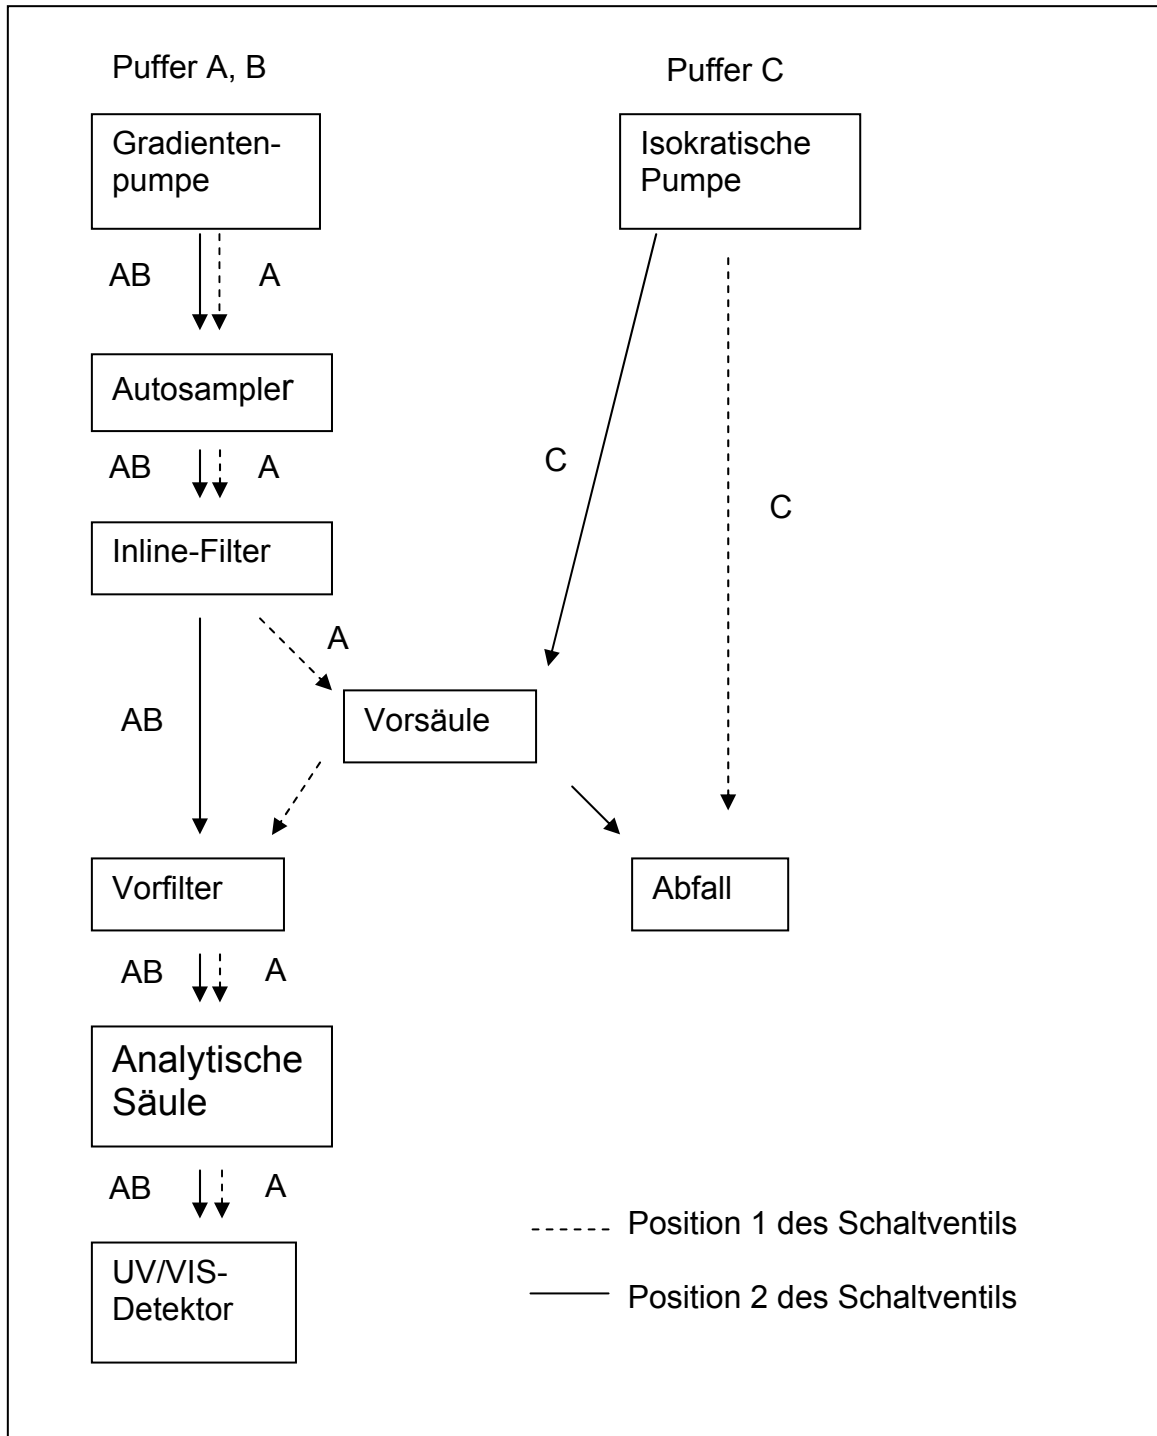 Puffer A, B
Puffer C
Gradienten-
pumpe
Isokratische
Pumpe
AB
A
Autosampler
AB
A
C
C
Inline-Filter
A
AB
Vorsäule
Vorfilter
Abfall
AB
A
Analytische
Säule
AB
A
Position 1 des Schaltventils
UV/VIS-
Detektor
Position 2 des Schaltventils